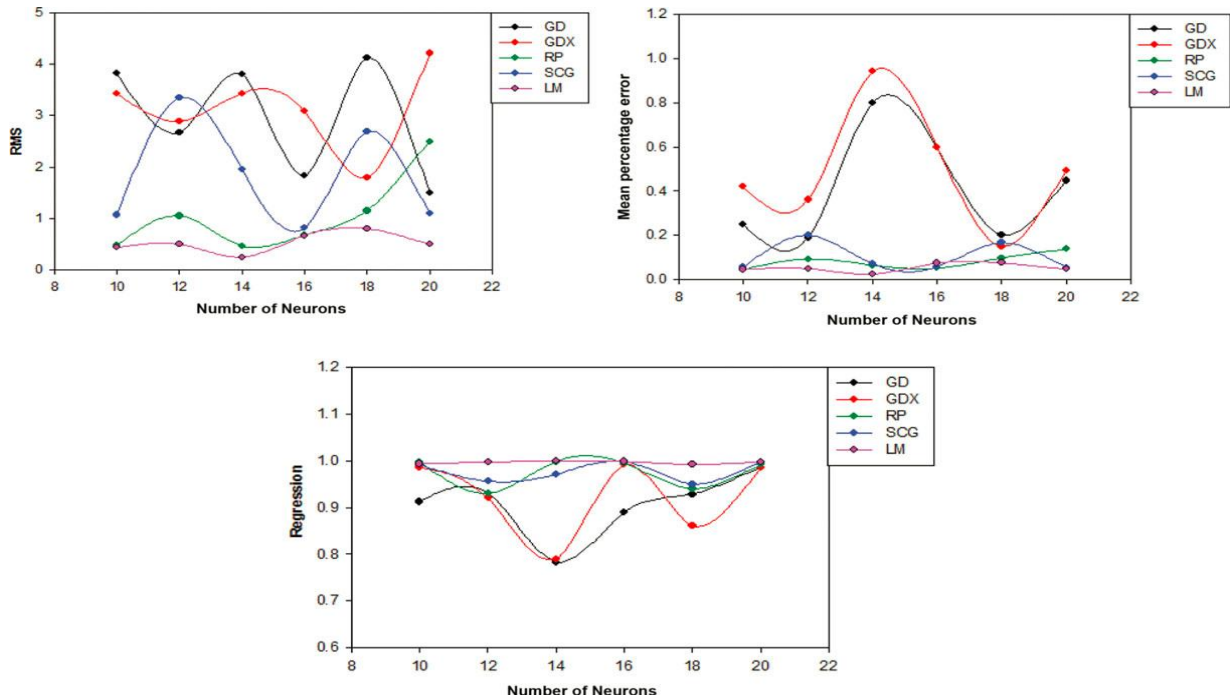 5
4
3
2
1
0
RMS
8 10 12 14 16 18 20 22
Number of Neurons
GD
GDX
RP
SCG
LM
1.2
1.0
0.8
0.6
0.4
0.2
0.0
Mean percentage error
8 10 12 14 16 18 20 22
Number of Neurons
GD
GDX
RP
SCG
LM
1.2
1.1
1.0
0.9
0.8
0.7
0.6
Regression
8 10 12 14 16 18 20 22
Number of Neurons
GD
GDX
RP
SCG
LM